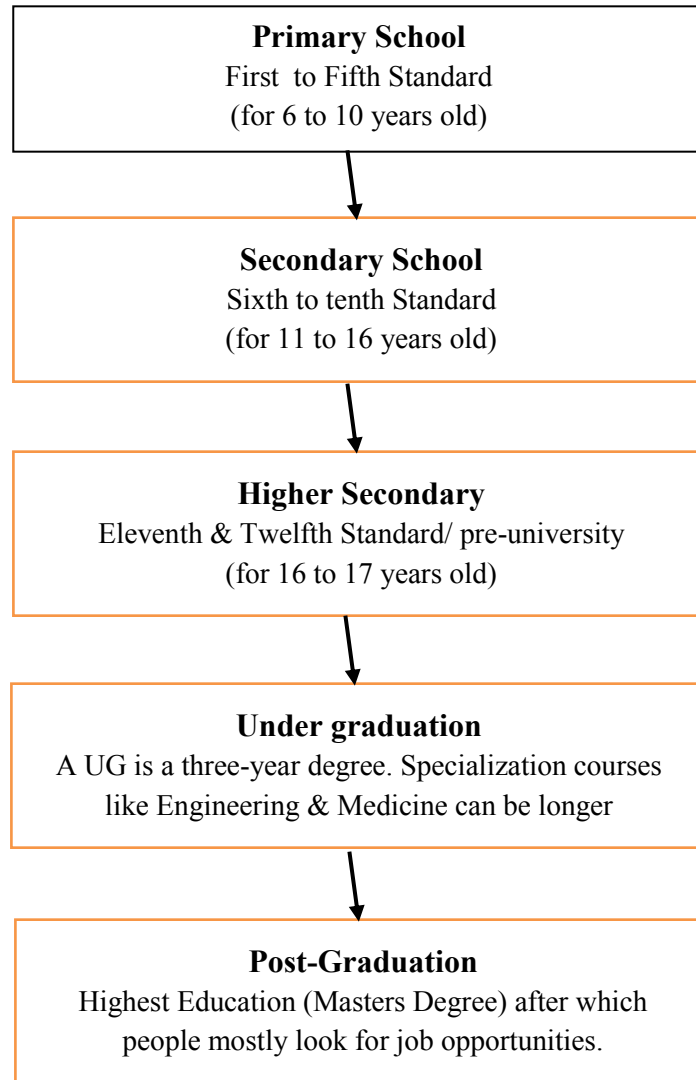 Primary School
First to Fifth Standard
(for 6 to 10 years old)
Secondary School
Sixth to tenth Standard
(for 11 to 16 years old)
Higher Secondary
Eleventh & Twelfth Standard/ pre-university
(for 16 to 17 years old)
Under graduation
A UG is a three-year degree. Specialization courses
like Engineering & Medicine can be longer
Post-Graduation
Highest Education (Masters Degree) after which
people mostly look for job opportunities.